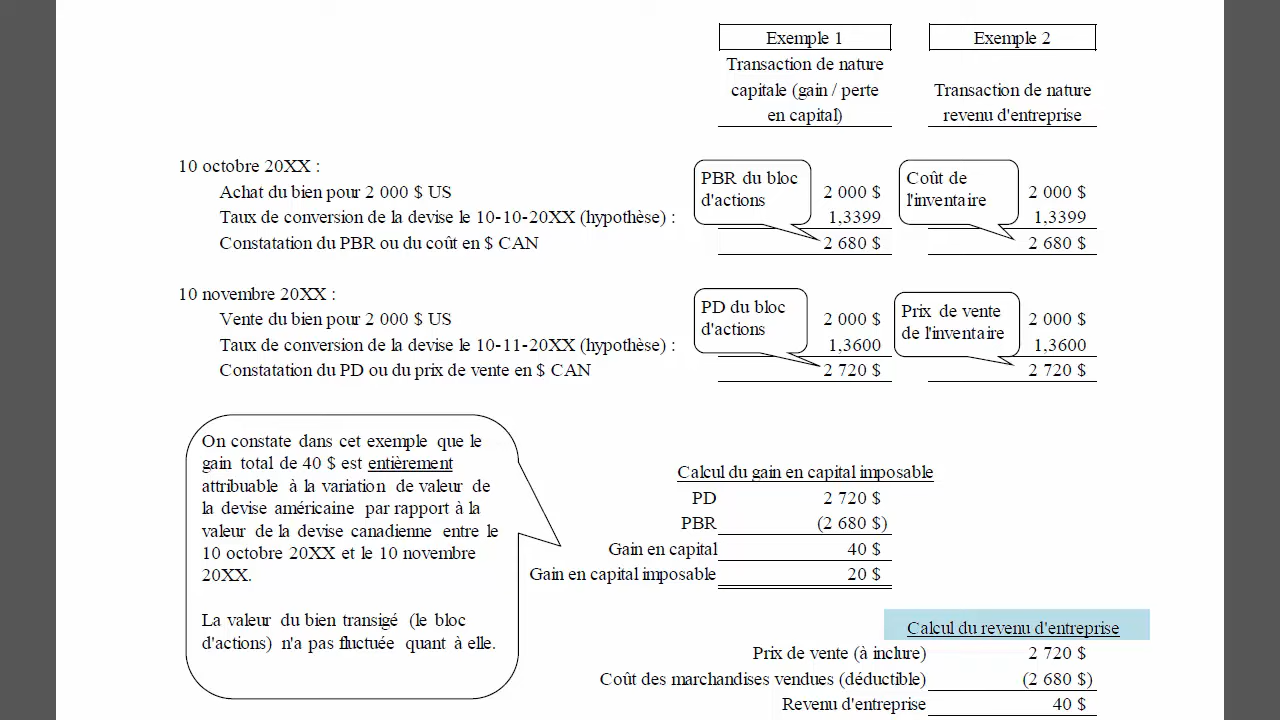 Exemple 1
Exemple 2
Transaction de nature
capitale (gain / perte
en capital)
Transaction de nature
revenu d'entreprise
10 octobre 20XX :
Achat du bien pour 2 000 $ US
Taux de conversion de la devise le 10-10-20XX (hypothèse) :
Constatation du PBR ou du coût en $ CAN
PBR du bloc
d'actions
2 000 $
1,3399
2 680 $
Coût de
l'inventaire
2 000 $
1,3399
2 680 $
10 novembre 20XX :
Vente du bien pour 2 000 $ US
Taux de conversion de la devise le 10-11-20XX (hypothèse) :
Constatation du PD ou du prix de vente en $ CAN
PD du bloc
d'actions
2 000 $
1,3600
2 720 $
Prix de vente
de l'inventaire
2 000 $
1,3600
2 720 $
On constate dans cet exemple que le
gain total de 40 $ est entièrement
attribuable à la variation de valeur de
la devise américaine par rapport à la
valeur de la devise canadienne entre le
10 octobre 20XX et le 10 novembre
20XX.
La valeur du bien transigé (le bloc
d'actions) n'a pas fluctuée quant à elle.
Calcul du gain en capital imposable
PD 2 720 $
PBR (2 680 $)
Gain en capital 40 $
Gain en capital imposable 20 $
Calcul du revenu d'entreprise
Prix de vente (à inclure) 2 720 $
Coût des marchandises vendues (déductible) (2 680 $)
Revenu d'entreprise 40 $